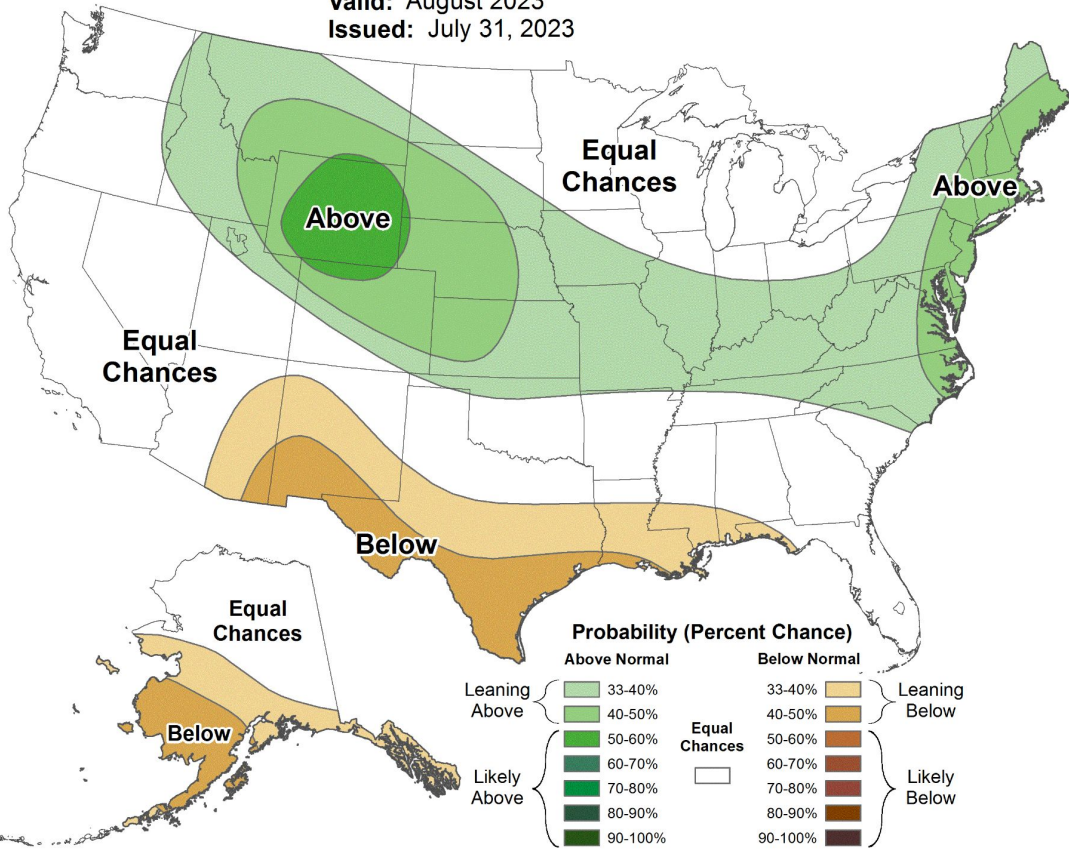 Valid: August 2023
Issued: July 31, 2023
Equal
Chances
Above
Above
Equal
Chances
Below
Equal
Chances
Below
Probability (Percent Chance)
Above Normal
Below Normal
Leaning
Above
33-40%
40-50%
Likely
Above
50-60%
60-70%
70-80%
80-90%
90-100%
Equal
Chances
33-40%
40-50%
Leaning
Below
50-60%
60-70%
70-80%
80-90%
90-100%
Likely
Below